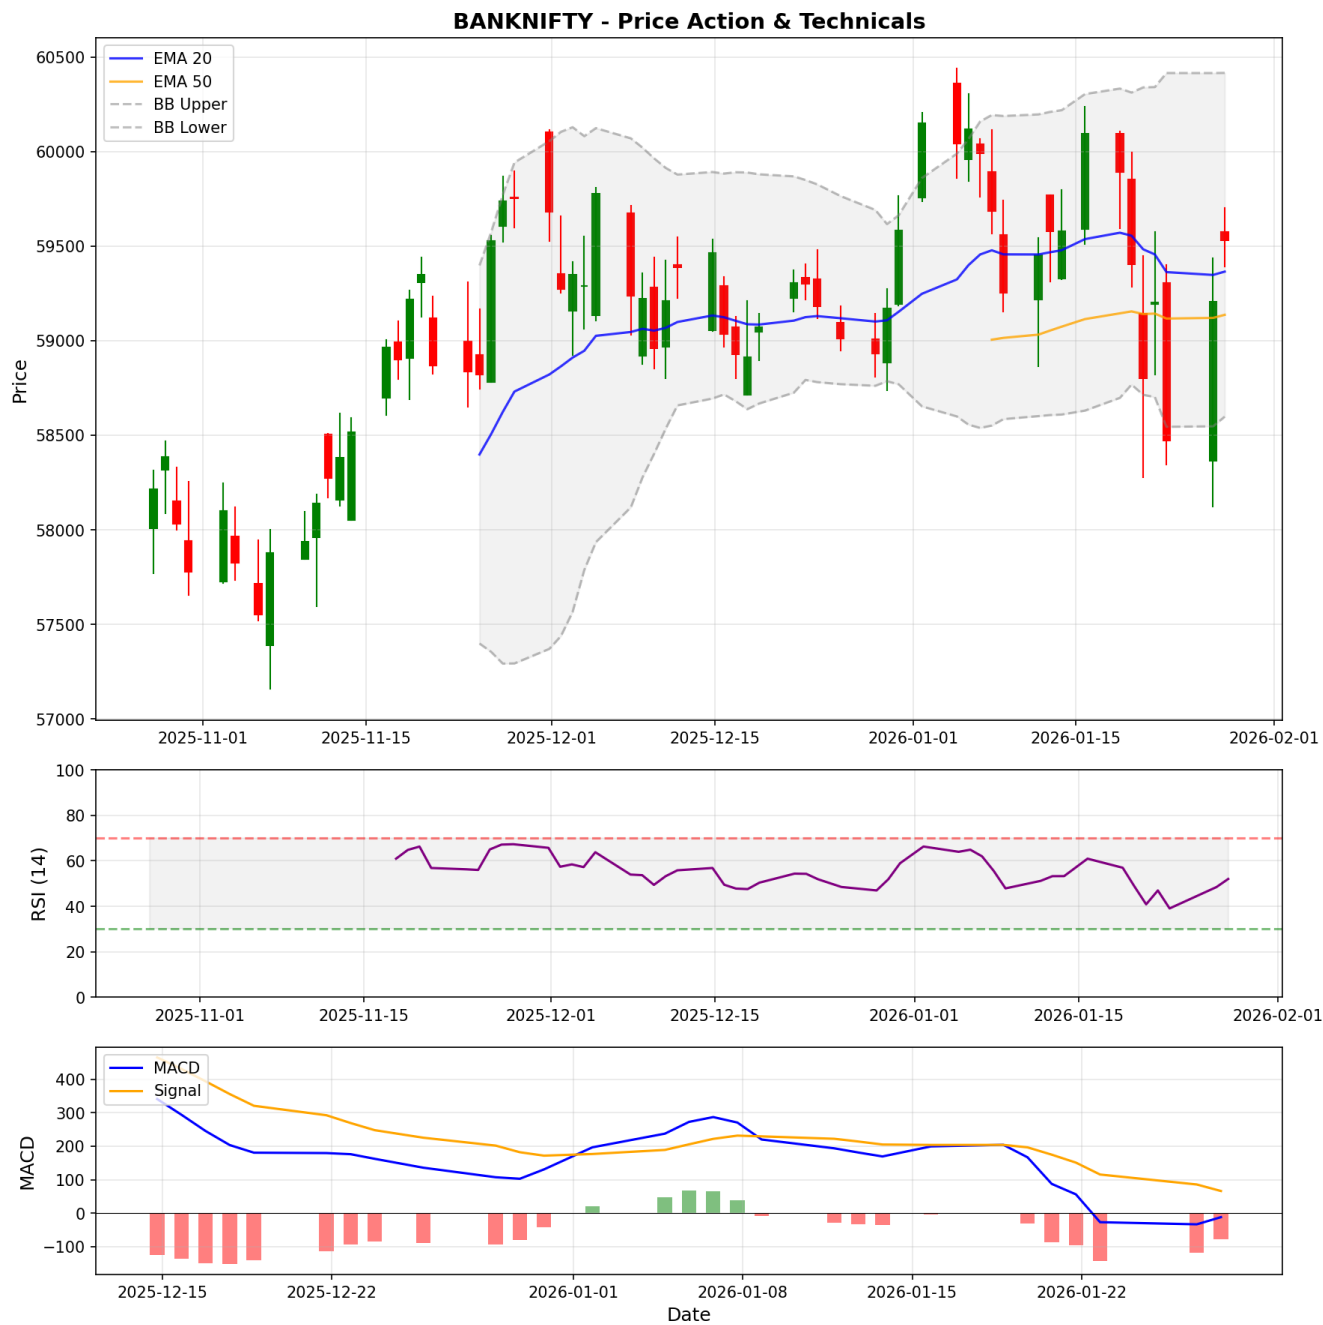 BANKNIFTY - Price Action & Technicals
EMA 20
EMA 50
BB Upper
BB Lower
60500
60000
59500
59000
58500
58000
57500
57000
Price
2025-11-01 2025-11-15 2025-12-01 2025-12-15 2026-01-01 2026-01-15 2026-02-01
100
80
60
40
20
0
RSI (14)
2025-11-01 2025-11-15 2025-12-01 2025-12-15 2026-01-01 2026-01-15 2026-02-01
MACD
Signal
400
300
200
100
0
−100
MACD
2025-12-15 2025-12-22 2026-01-01 2026-01-08 2026-01-15 2026-01-22
Date